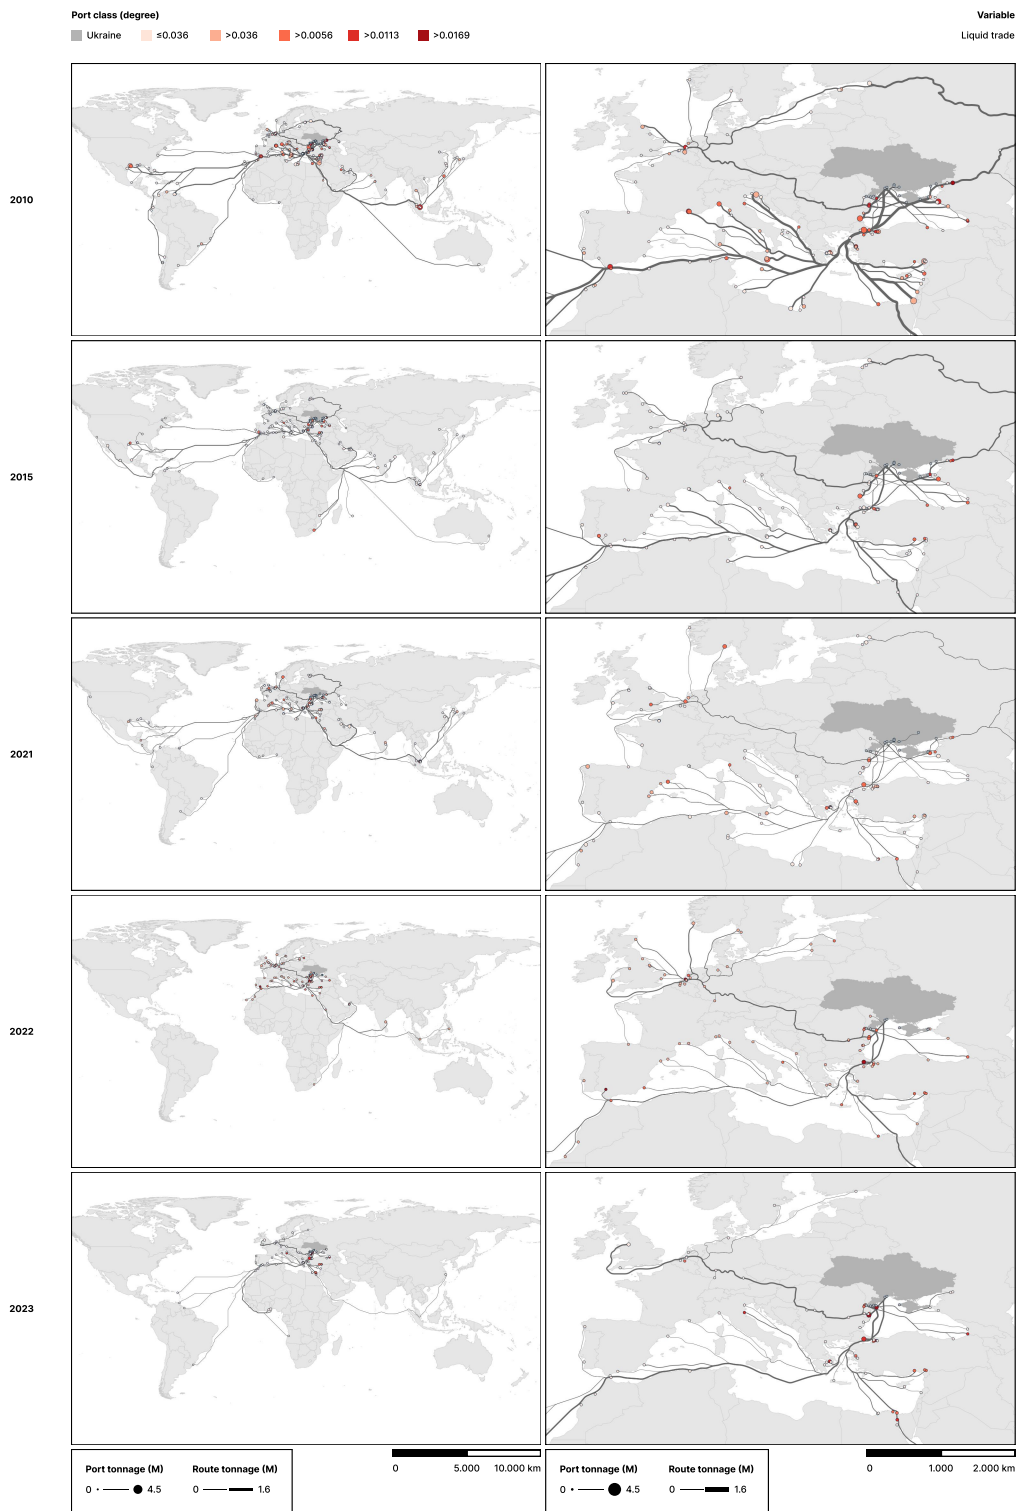 Port class (degree)
Variable
Ukraine ≤0.036 >0.036 >0.0056 >0.0113 >0.0169
Liquid trade
2010
2015
2021
2022
2023
Port tonnage (M) Route tonnage (M)
0 4.5 0 1.6
0 5.000 10.000 km
Port tonnage (M) Route tonnage (M)
0 4.5 0 1.6
0 1.000 2.000 km